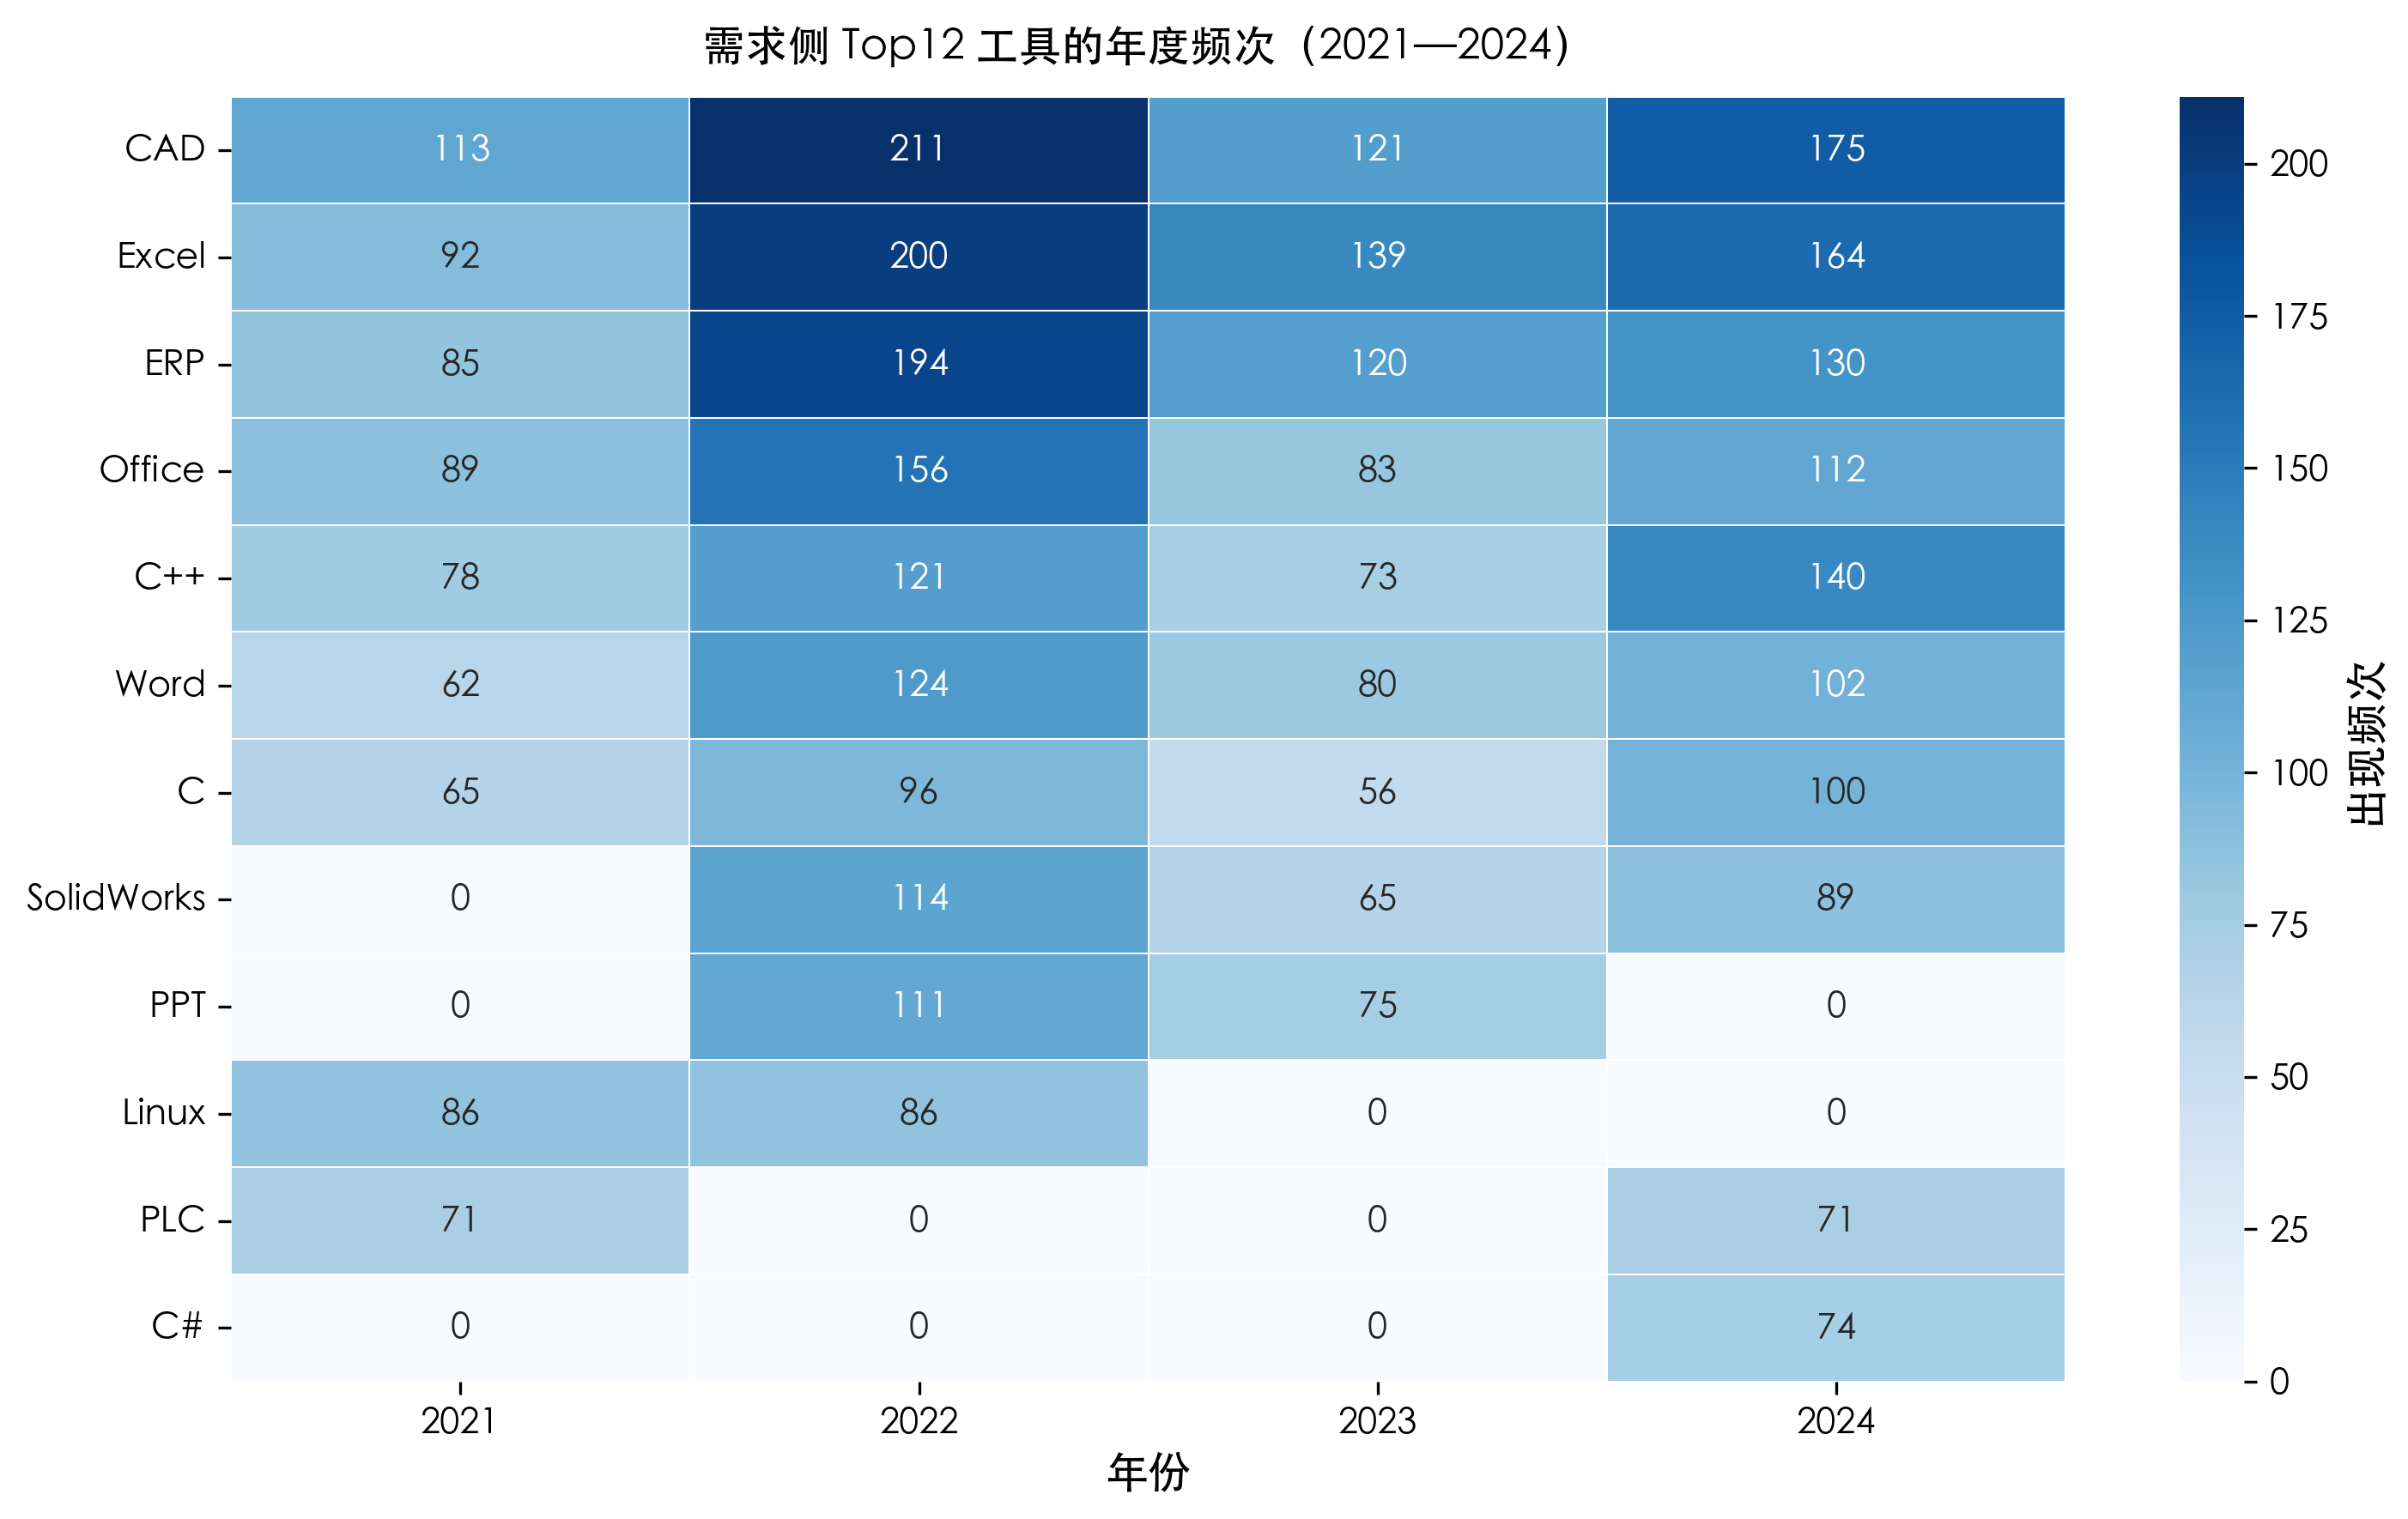 需求侧 Top12 工具的年度频次（2021—2024）
CAD 113 211 121 175
Excel 92 200 139 164
ERP 85 194 120 130
Office 89 156 83 112
C++ 78 121 73 140
Word 62 124 80 102
C 65 96 56 100
SolidWorks 0 114 65 89
PPT 0 111 75 0
Linux 86 86 0 0
PLC 71 0 0 71
C# 0 0 0 74
2021 2022 2023 2024
年份
200
175
150
125
100
75
50
25
0
出现频次